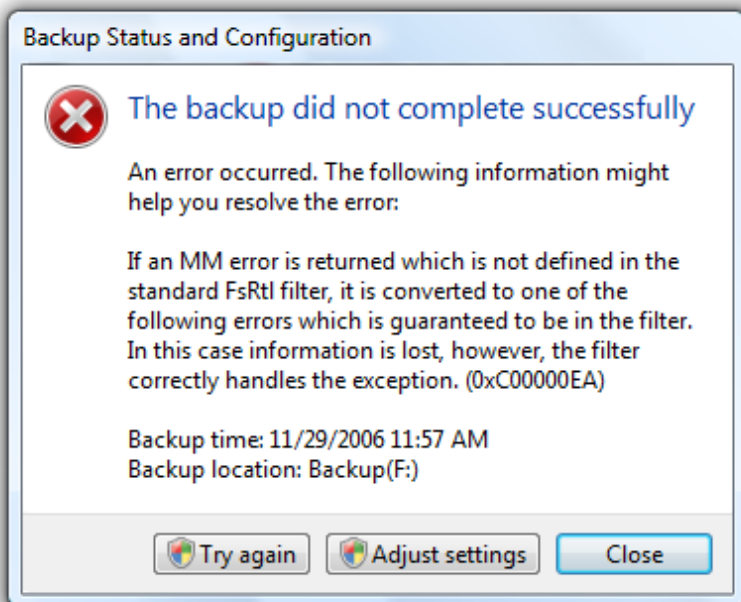 Backup Status and Configuration
The backup did not complete successfully
An error occurred. The following information might
help you resolve the error:
If an MM error is returned which is not defined in the
standard FsRtl filter, it is converted to one of the
following errors which is guaranteed to be in the filter.
In this case information is lost, however, the filter
correctly handles the exception. (0xC00000EA)
Backup time: 11/29/2006 11:57 AM
Backup location: Backup(F:)
Try again
Adjust settings
Close